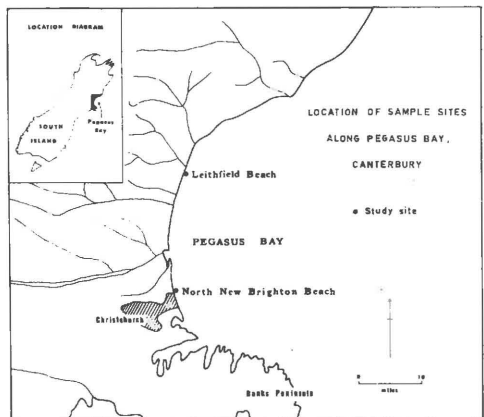 LOCATION DIAGRAM
SOUTH
ISLAND
Pegasus
Bay
LOCATION OF SAMPLE SITES
ALONG PEGASUS BAY,
CANTERBURY
Leithfield Beach
Study site
PEGASUS BAY
North New Brighton Beach
Christchurch
Banks Peninsula
0 10
miles